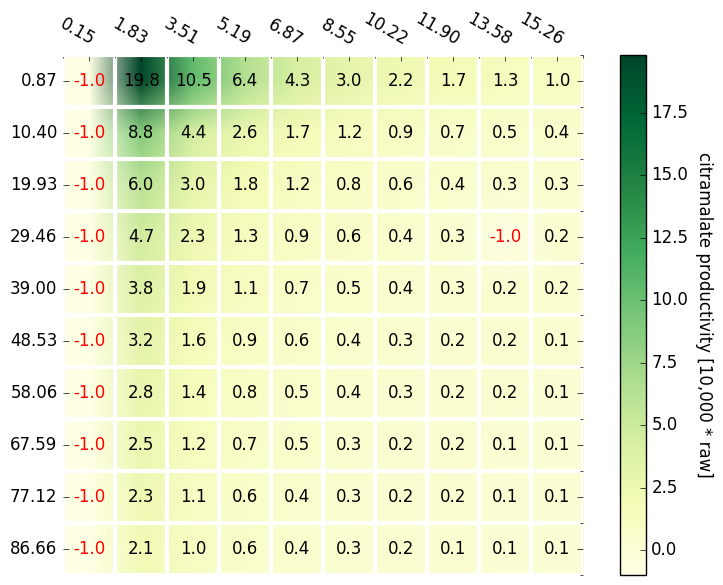 0.15 1.83 3.51 5.19 6.87 8.55 10.22 11.90 13.58 15.26
0.87 -1.0 19.8 10.5 6.4 4.3 3.0 2.2 1.7 1.3 1.0
10.40 -1.0 8.8 4.4 2.6 1.7 1.2 0.9 0.7 0.5 0.4
19.93 -1.0 6.0 3.0 1.8 1.2 0.8 0.6 0.4 0.3 0.3
29.46 -1.0 4.7 2.3 1.3 0.9 0.6 0.4 0.3 -1.0 0.2
39.00 -1.0 3.8 1.9 1.1 0.7 0.5 0.4 0.3 0.2 0.2
48.53 -1.0 3.2 1.6 0.9 0.6 0.4 0.3 0.2 0.2 0.1
58.06 -1.0 2.8 1.4 0.8 0.5 0.4 0.3 0.2 0.2 0.1
67.59 -1.0 2.5 1.2 0.7 0.5 0.3 0.2 0.2 0.1 0.1
77.12 -1.0 2.3 1.1 0.6 0.4 0.3 0.2 0.2 0.1 0.1
86.66 -1.0 2.1 1.0 0.6 0.4 0.3 0.2 0.1 0.1 0.1
17.5
15.0
12.5
10.0
7.5
5.0
2.5
0.0
citramalate productivity [10,000 * raw]